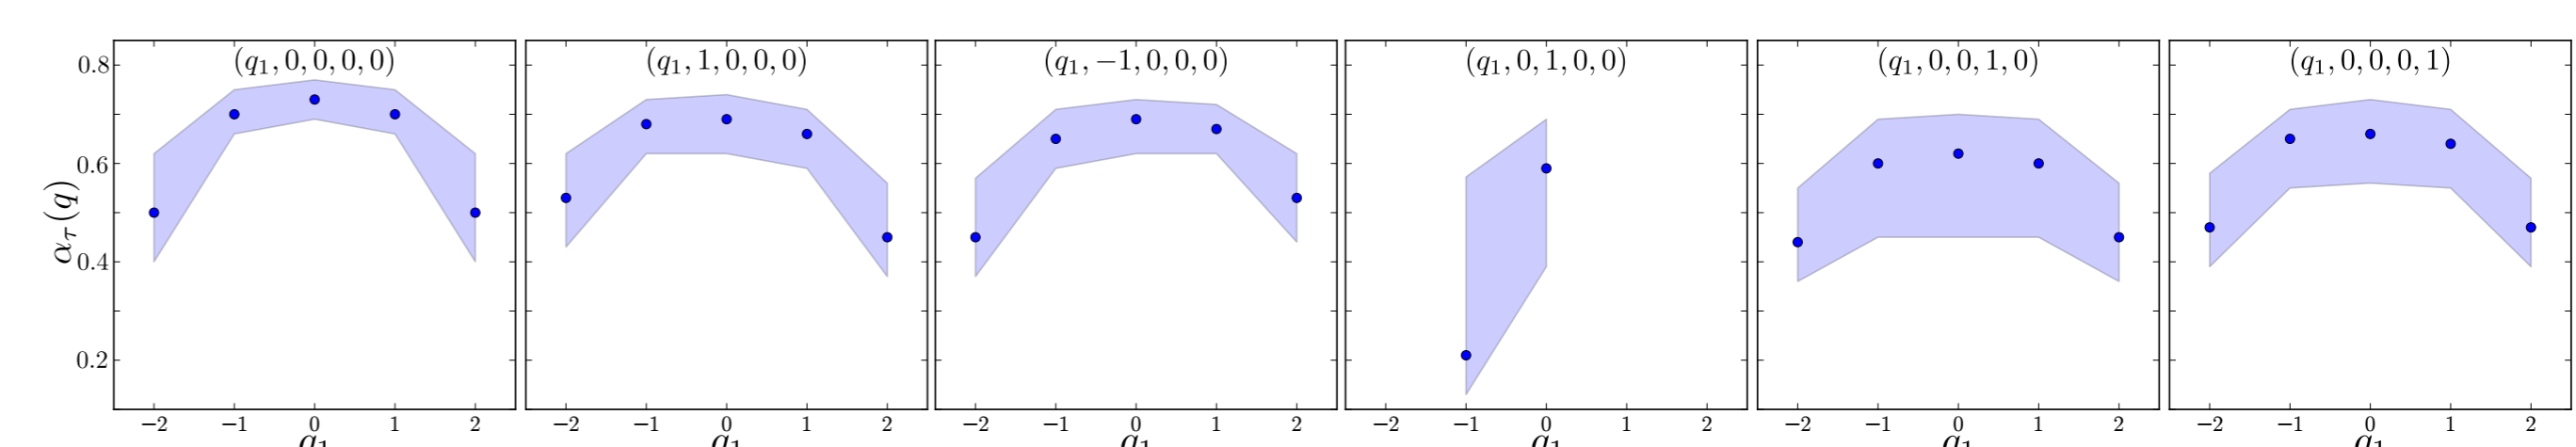 (q₁, 0, 0, 0, 0) (q₁, 1, 0, 0, 0) (q₁, −1, 0, 0, 0) (q₁, 0, 1, 0, 0) (q₁, 0, 0, 1, 0) (q₁, 0, 0, 0, 1)
0.8
0.6
α_τ(q)
0.4
0.2
−2 −1 0 1 2 −2 −1 0 1 2 −2 −1 0 1 2 −2 −1 0 1 2 −2 −1 0 1 2 −2 −1 0 1 2
q₁ q₁ q₁ q₁ q₁ q₁